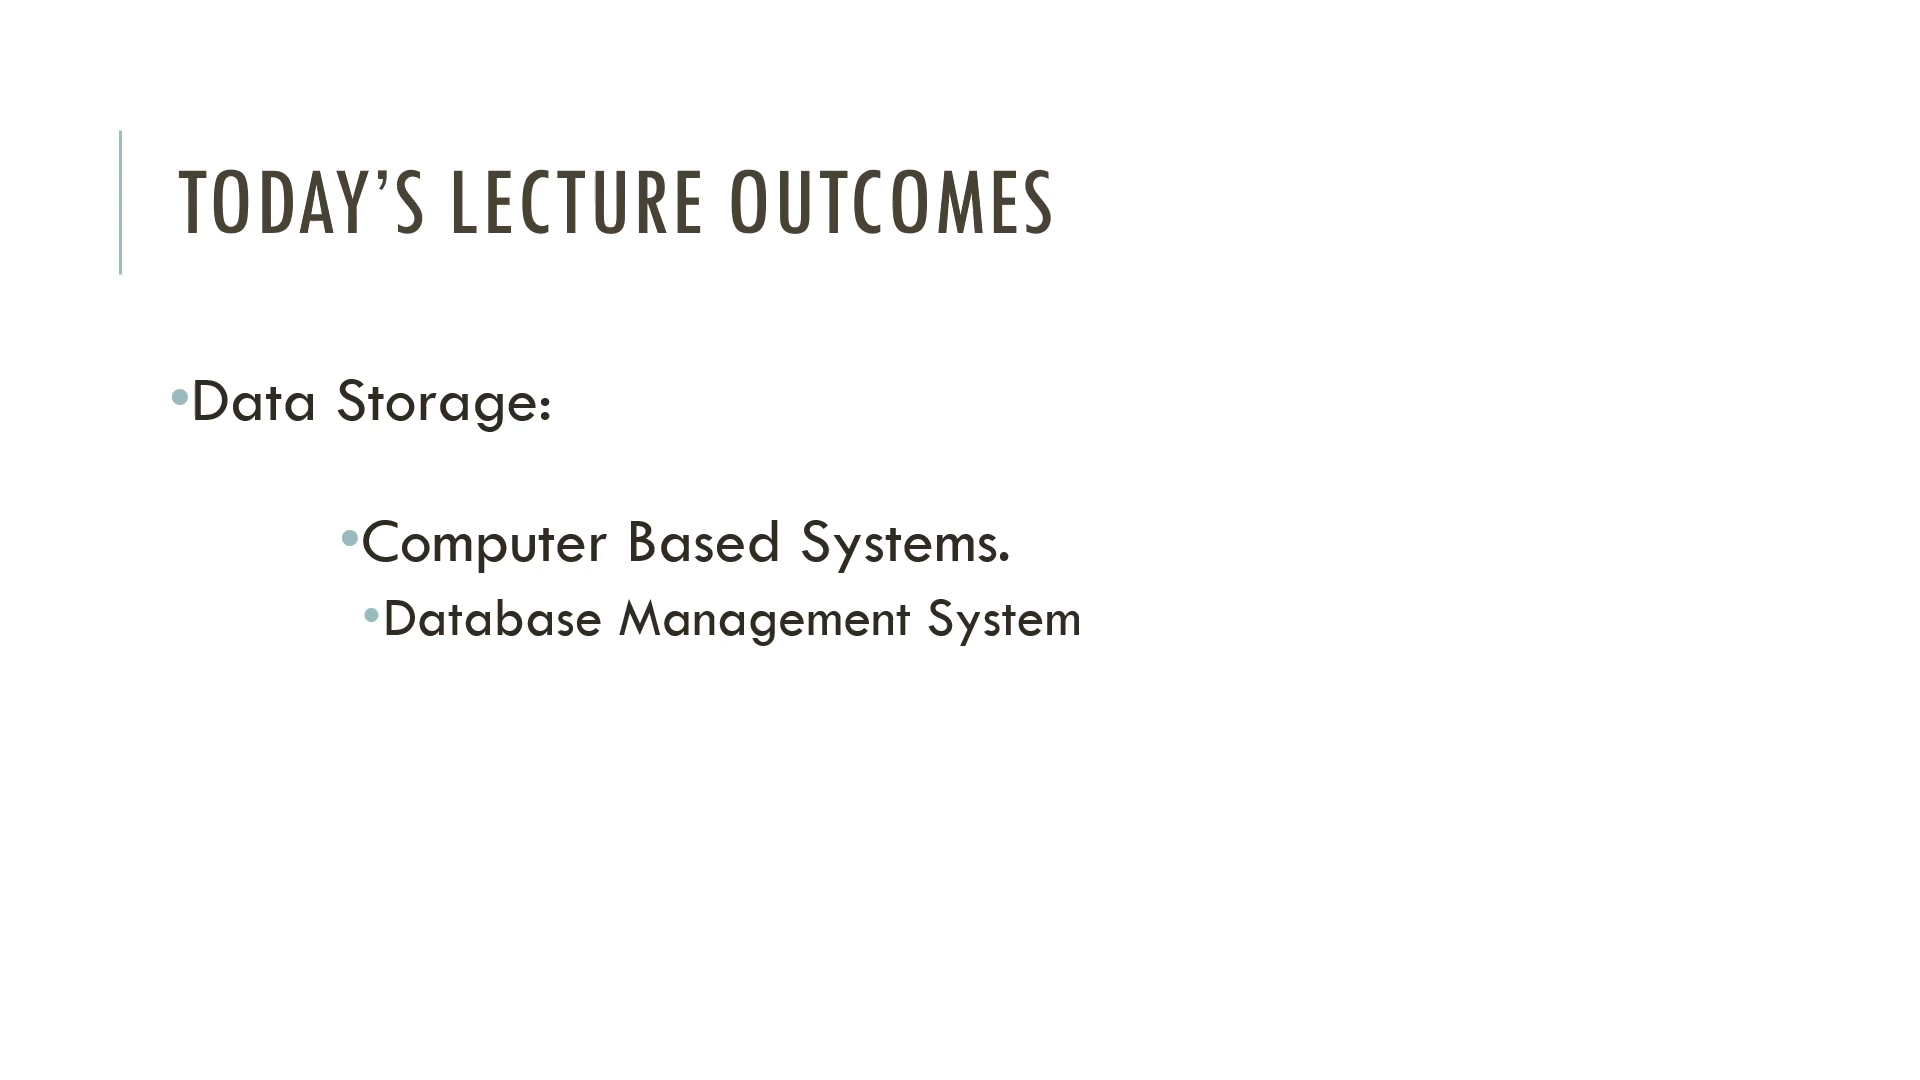 TODAY’S LECTURE OUTCOMES
•Data Storage:
•Computer Based Systems.
•Database Management System